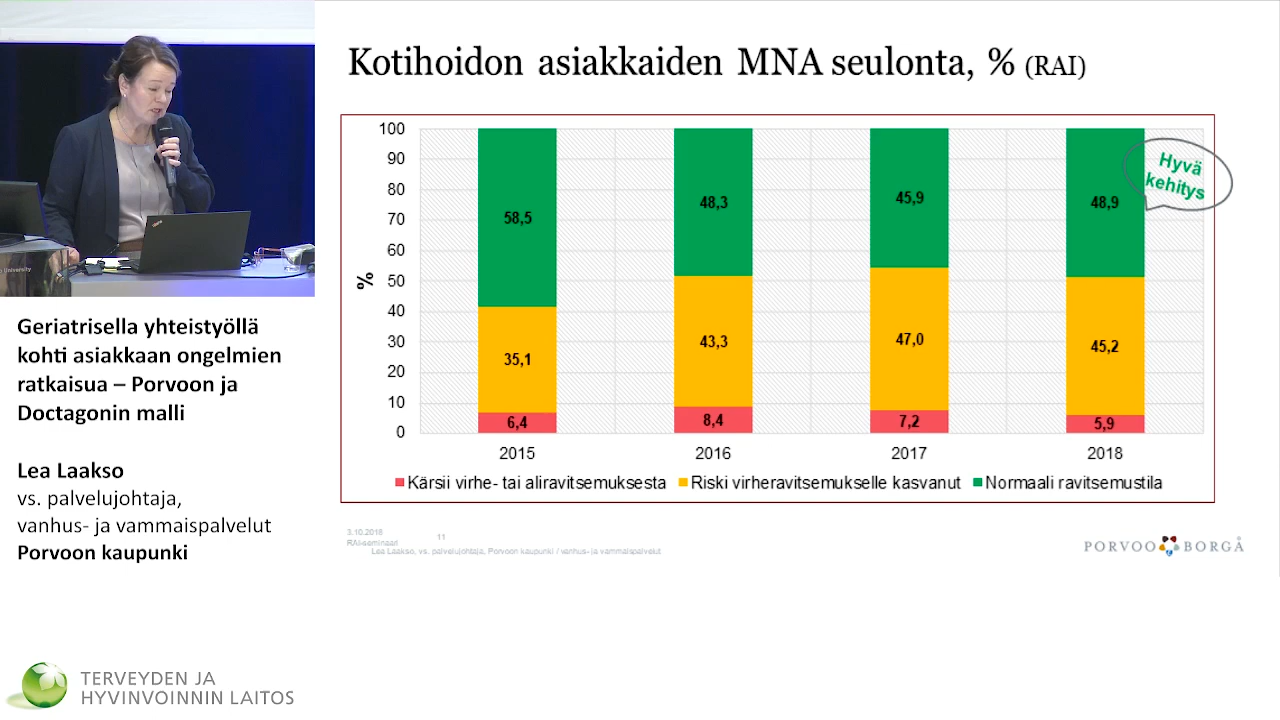 Kotihoidon asiakkaiden MNA seulonta, % (RAI)
100
90
80
70
60
50
40
30
20
10
0
%
58,5
48,3
45,9
48,9
35,1
43,3
47,0
45,2
6,4
8,4
7,2
5,9
Hyvä
kehitys
2015
2016
2017
2018
Kärsii virhe- tai aliravitsemuksesta
Riski virheravitsemukselle kasvanut
Normaali ravitsemustila
3.10.2018
11
RAI-seminaari
Lea Laakso, vs. palvelujohtaja, Porvoon kaupunki / vanhus- ja vammaispalvelut
PORVOO BORGÅ
University
Geriatrisella yhteistyöllä
kohti asiakkaan ongelmien
ratkaisua – Porvoon ja
Doctagonin malli
Lea Laakso
vs. palvelujohtaja,
vanhus- ja vammaispalvelut
Porvoon kaupunki
TERVEYDEN JA
HYVINVOINNIN LAITOS